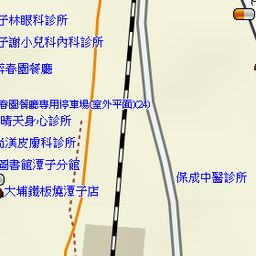 子林眼科診所
子謝小兒科內科診所
春園餐廳
春園餐廳專用停車場(室外平面)(24)
晴天身心診所
尚漾皮膚科診所
圖書館潭子分館
保成中醫診所
大埔鐵板燒潭子店